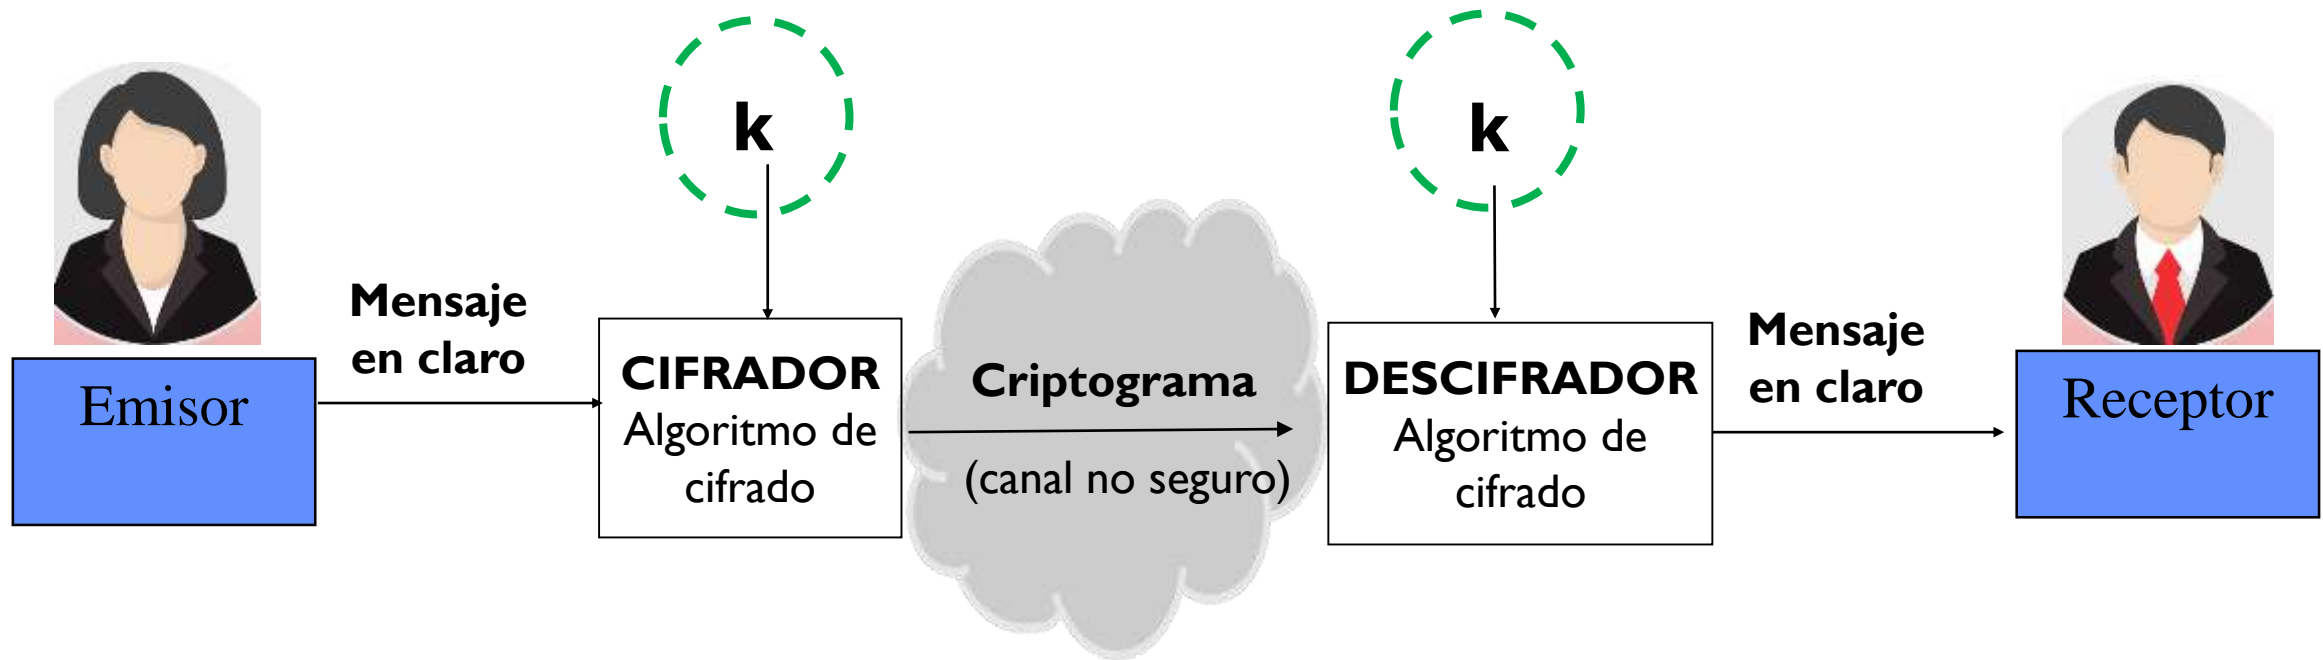 k
k
Mensaje
en claro
Emisor
CIFRADOR
Algoritmo de
cifrado
Criptograma
(canal no seguro)
DESCIFRADOR
Algoritmo de
cifrado
Mensaje
en claro
Receptor